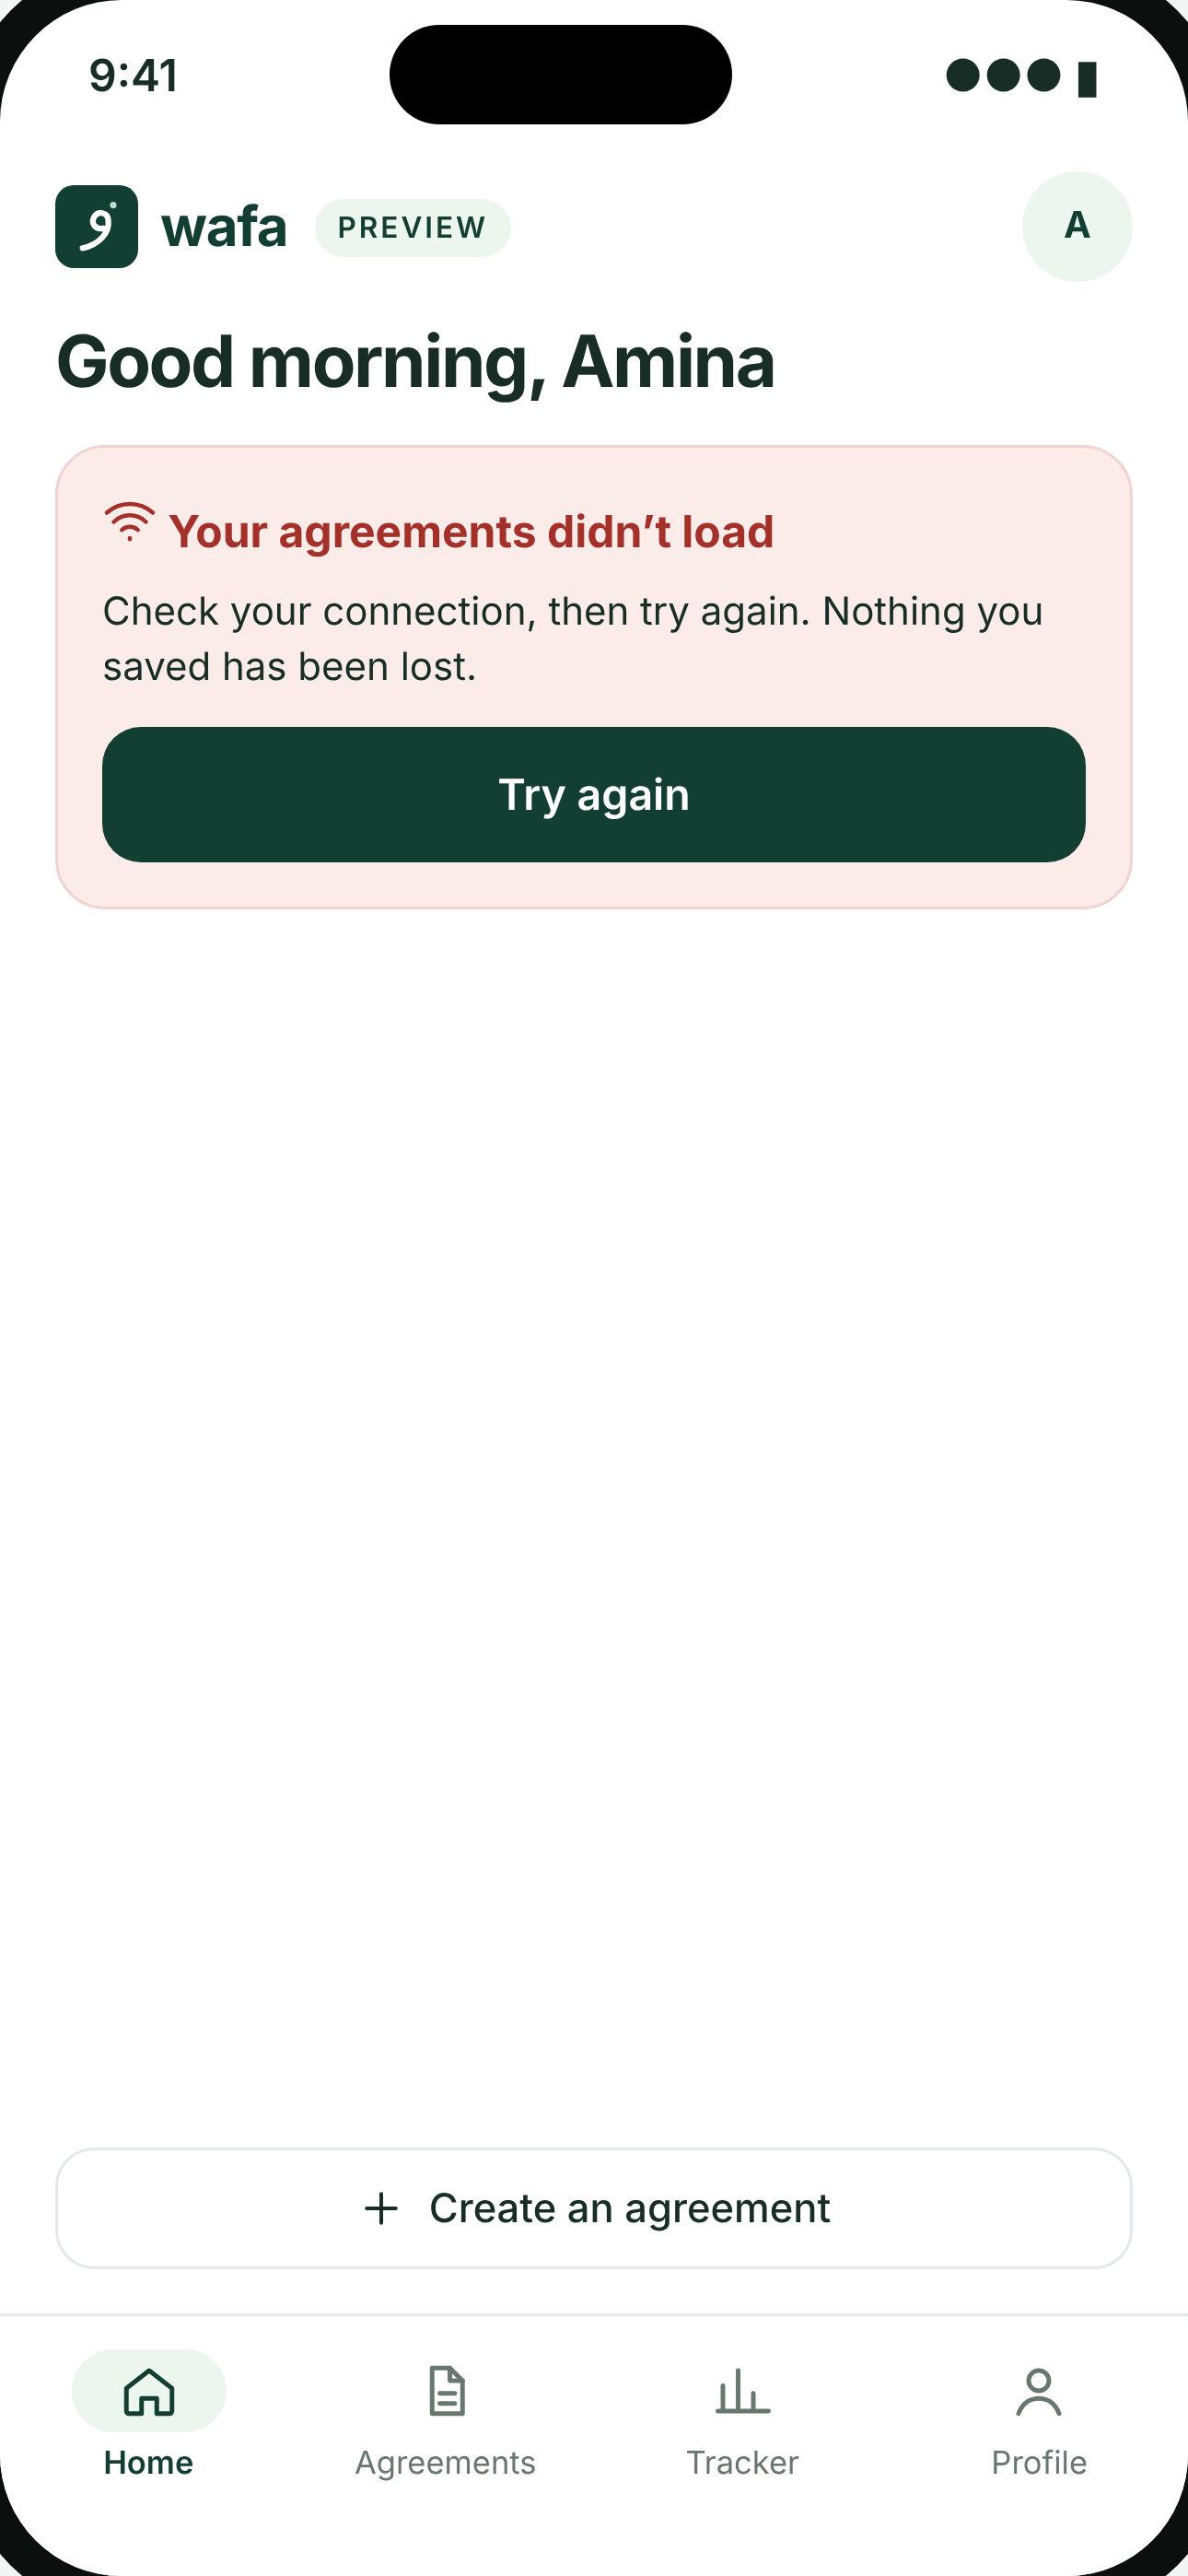 9:41
و
wafa
PREVIEW
A
Good morning, Amina
Your agreements didn’t load
Check your connection, then try again. Nothing you
saved has been lost.
Try again
+ Create an agreement
Home
Agreements
Tracker
Profile